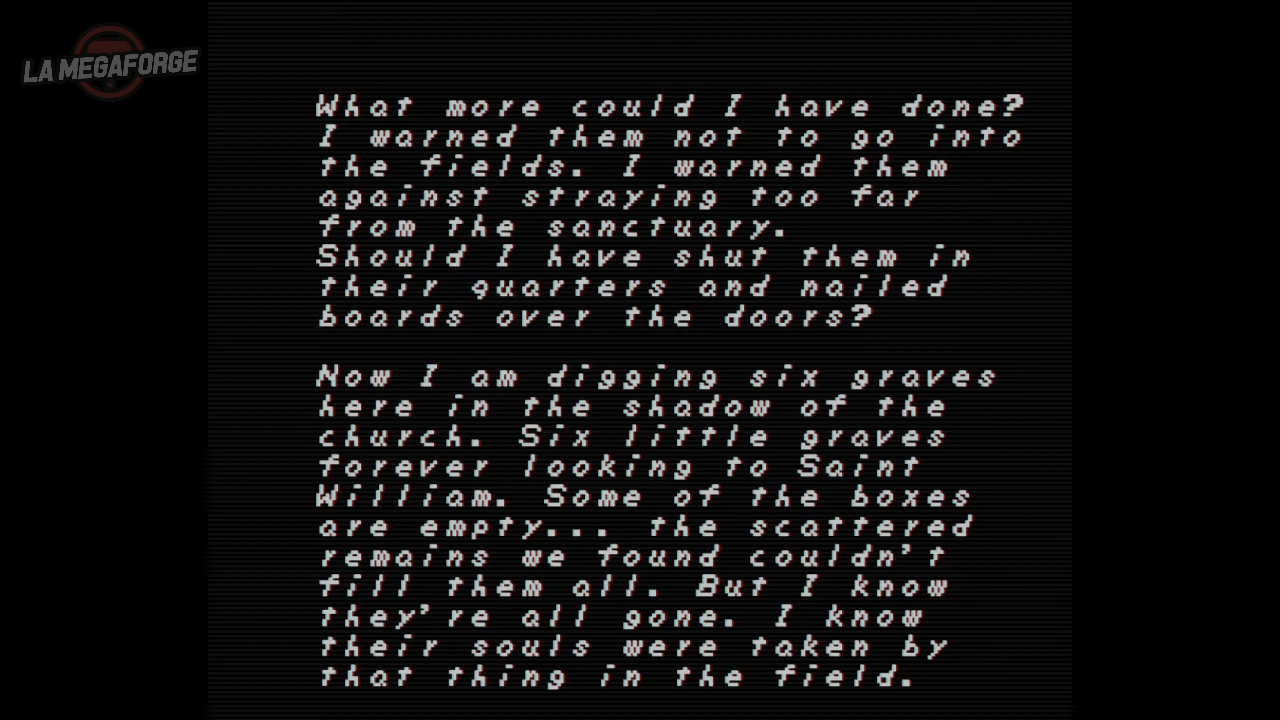 LA MEGAFORGE
What more could I have done?
I warned them not to go into
the fields. I warned them
against straying too far
from the sanctuary.
Should I have shut them in
their quarters and nailed
boards over the doors?
Now I am digging six graves
here in the shadow of the
church. Six little graves
forever looking to Saint
William. Some of the boxes
are empty... the scattered
remains we found couldn't
fill them all. But I know
they're all gone. I know
their souls were taken by
that thing in the field.